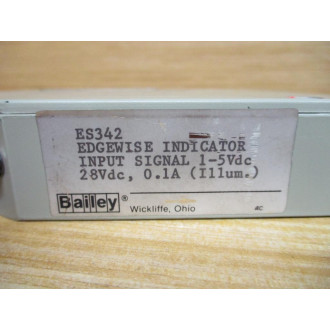 ES342
EDGEWISE INDICATOR
INPUT SIGNAL 1-5Vdc
28Vdc, 0.1A (Illum.)
Bailey®
Wickliffe, Ohio